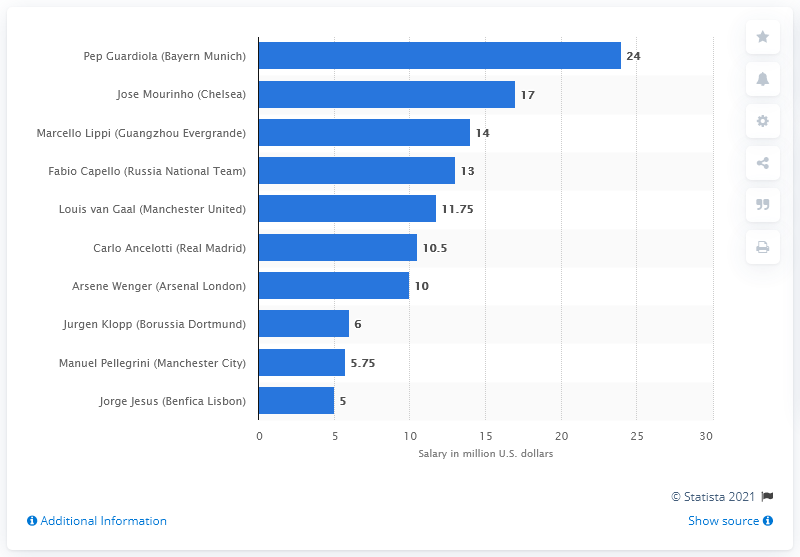 Pep Guardiola (Bayern Munich) 24
Jose Mourinho (Chelsea) 17
Marcello Lippi (Guangzhou Evergrande) 14
Fabio Capello (Russia National Team) 13
Louis van Gaal (Manchester United) 11.75
Carlo Ancelotti (Real Madrid) 10.5
Arsene Wenger (Arsenal London) 10
Jurgen Klopp (Borussia Dortmund) 6
Manuel Pellegrini (Manchester City) 5.75
Jorge Jesus (Benfica Lisbon) 5
0 5 10 15 20 25 30
Salary in million U.S. dollars
© Statista 2021
Additional Information
Show source